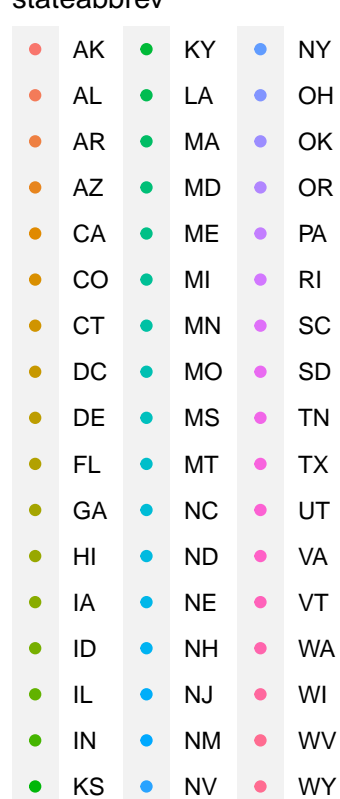 stateabbrev
AK KY NY
AL LA OH
AR MA OK
AZ MD OR
CA ME PA
CO MI RI
CT MN SC
DC MO SD
DE MS TN
FL MT TX
GA NC UT
HI ND VA
IA NE VT
ID NH WA
IL NJ WI
IN NM WV
KS NV WY